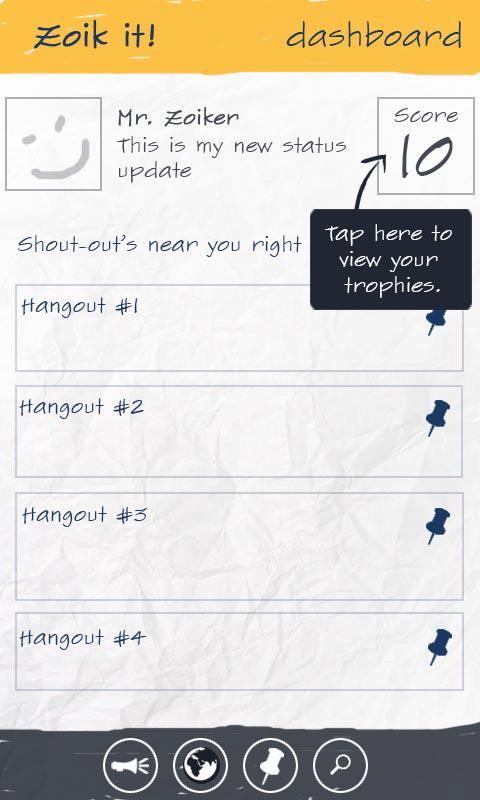 Zoik it!
dashboard
Mr. Zoiker
This is my new status
update
Score
10
Tap here to
view your
trophies.
Shout-out's near you right
Hangout #1
Hangout #2
Hangout #3
Hangout #4